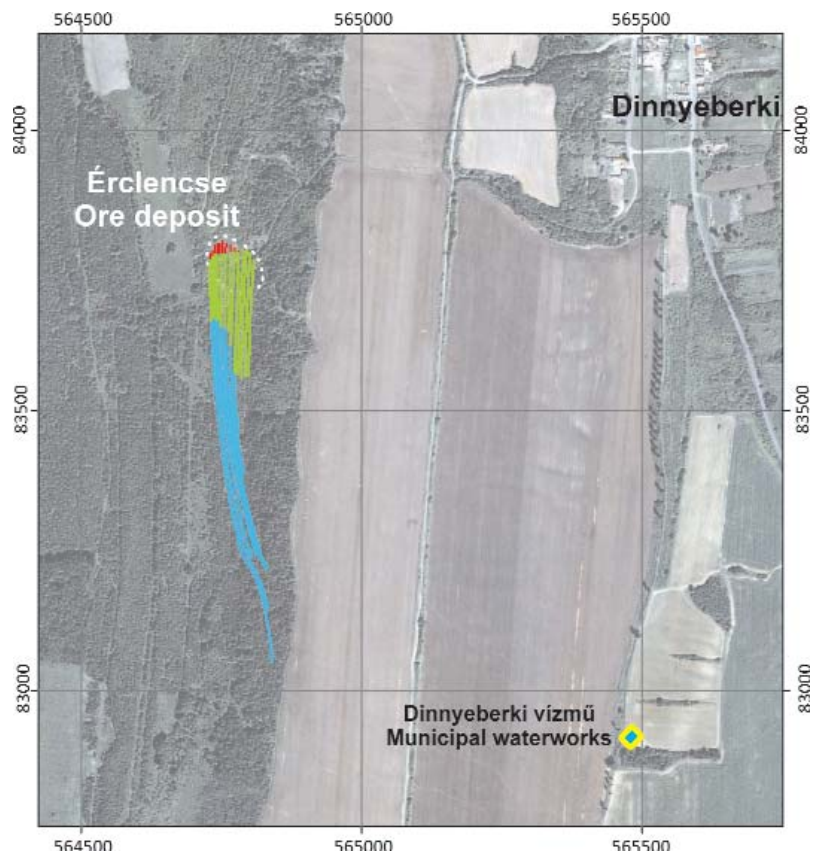 564500 565000 565500
84000 84000
Dinnyeberki
Érclencse
Ore deposit
83500 83500
83000 83000
Dinnyeberki vízmű
Municipal waterworks
564500 565000 565500